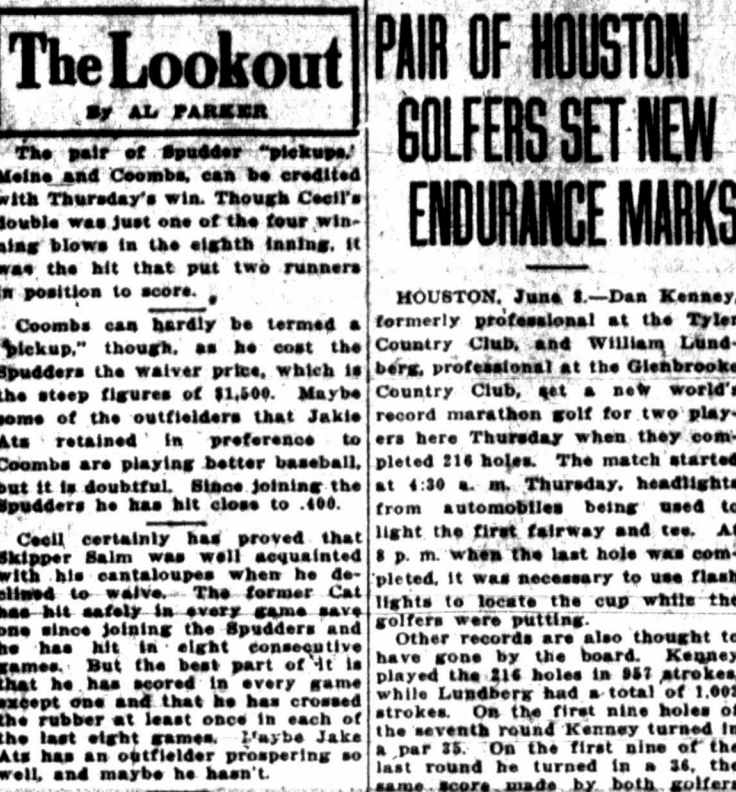 The Lookout
By AL PARKER
The pair of Spudder "pickups,'
Meine and Coombs, can be credited
with Thursday's win. Though Cecil's
double was just one of the four win-
ning blows in the eighth inning, it
was the hit that put two runners
in position to score.
Coombs can hardly be termed a
"pickup," though, as he cost the
Spudders the waiver price, which is
the steep figures of $1,500. Maybe
some of the outfielders that Jakie
Atz retained in preference to
Coombs are playing better baseball,
but it is doubtful. Since joining the
Spudders he has hit close to .400.
Cecil certainly has proved that
Skipper Salm was well acquainted
with his cantaloupes when he de-
clined to waive. The former Cat
has hit safely in every game save
one since joining the Spudders and
he has hit in eight consecutive
games. But the best part of it is
that he has scored in every game
except one and that he has crossed
the rubber at least once in each of
the last eight games. Maybe Jake
Atz has an outfielder prospering so
well, and maybe he hasn't.
PAIR OF HOUSTON
GOLFERS SET NEW
ENDURANCE MARKS
HOUSTON, June 8.—Dan Kenney,
formerly professional at the Tyler
Country Club, and William Lund-
berg, professional at the Glenbrooke
Country Club, set a new world's
record marathon golf for two play-
ers here Thursday when they com-
pleted 216 holes. The match started
at 4:30 a. m. Thursday, headlights
from automobiles being used to
light the first fairway and tee. At
8 p. m. when the last hole was com-
pleted, it was necessary to use flash
lights to locate the cup while the
golfers were putting.
Other records are also thought to
have gone by the board. Kenney
played the 216 holes in 957 strokes,
while Lundberg had a total of 1,003
strokes. On the first nine holes of
the seventh round Kenney turned in
a par 35. On the first nine of the
last round he turned in a 36, the
same score made by both golfers